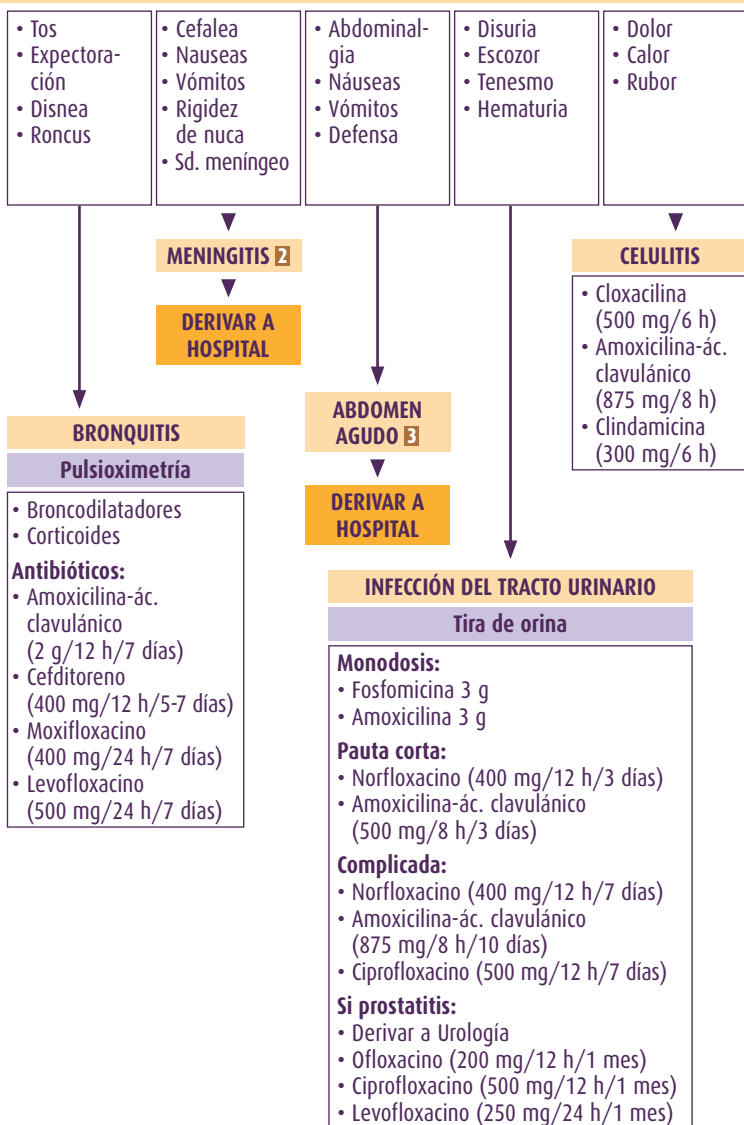 • Tos
• Expectora-
ción
• Disnea
• Roncus
• Cefalea
• Nauseas
• Vómitos
• Rigidez
de nuca
• Sd. meníngeo
• Abdominal-
gia
• Náuseas
• Vómitos
• Defensa
• Disuria
• Escozor
• Tenesmo
• Hematuria
• Dolor
• Calor
• Rubor
MENINGITIS 2
DERIVAR A
HOSPITAL
CELULITIS
• Cloxacilina
(500 mg/6 h)
• Amoxicilina-ác.
clavulánico
(875 mg/8 h)
• Clindamicina
(300 mg/6 h)
ABDOMEN
AGUDO 3
DERIVAR A
HOSPITAL
BRONQUITIS
Pulsioximetría
• Broncodilatadores
• Corticoides
Antibióticos:
• Amoxicilina-ác.
clavulánico
(2 g/12 h/7 días)
• Cefditoreno
(400 mg/12 h/5-7 días)
• Moxifloxacino
(400 mg/24 h/7 días)
• Levofloxacino
(500 mg/24 h/7 días)
INFECCIÓN DEL TRACTO URINARIO
Tira de orina
Monodosis:
• Fosfomicina 3 g
• Amoxicilina 3 g
Pauta corta:
• Norfloxacino (400 mg/12 h/3 días)
• Amoxicilina-ác. clavulánico
(500 mg/8 h/3 días)
Complicada:
• Norfloxacino (400 mg/12 h/7 días)
• Amoxicilina-ác. clavulánico
(875 mg/8 h/10 días)
• Ciprofloxacino (500 mg/12 h/7 días)
Si prostatitis:
• Derivar a Urología
• Ofloxacino (200 mg/12 h/1 mes)
• Ciprofloxacino (500 mg/12 h/1 mes)
• Levofloxacino (250 mg/24 h/1 mes)